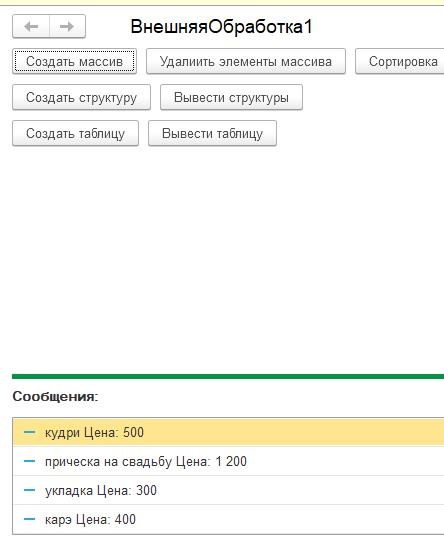 ВнешняяОбработка1
Создать массив Удалиить элементы массива Сортировка
Создать структуру Вывести структуры
Создать таблицу Вывести таблицу
Сообщения:
кудри Цена: 500
прическа на свадьбу Цена: 1 200
укладка Цена: 300
карэ Цена: 400